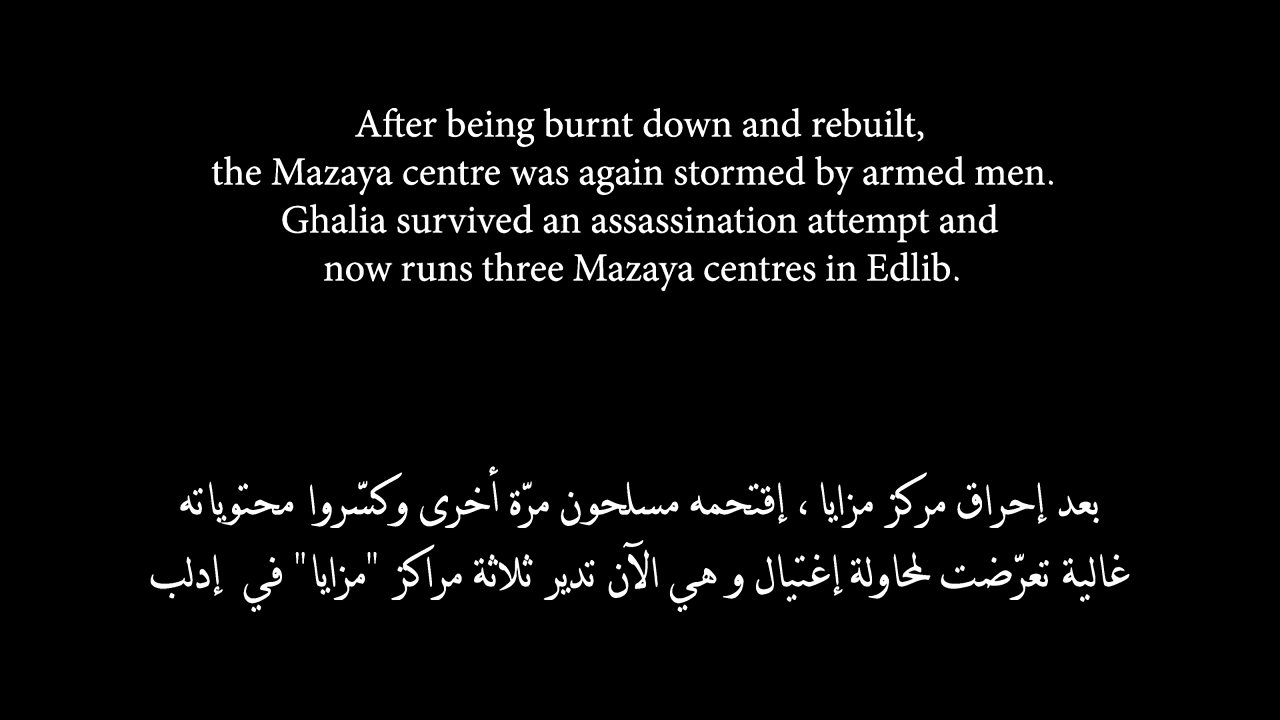 After being burnt down and rebuilt,
the Mazaya centre was again stormed by armed men.
Ghalia survived an assassination attempt and
now runs three Mazaya centres in Edlib.
بعد إحراق مركز مزايا ، إقتحمه مسلحون مرّة أخرى وكسّروا محتوياته
غالية تعرّضت لمحاولة إغتيال و هي الآن تدير ثلاثة مراكز "مزايا" في إدلب